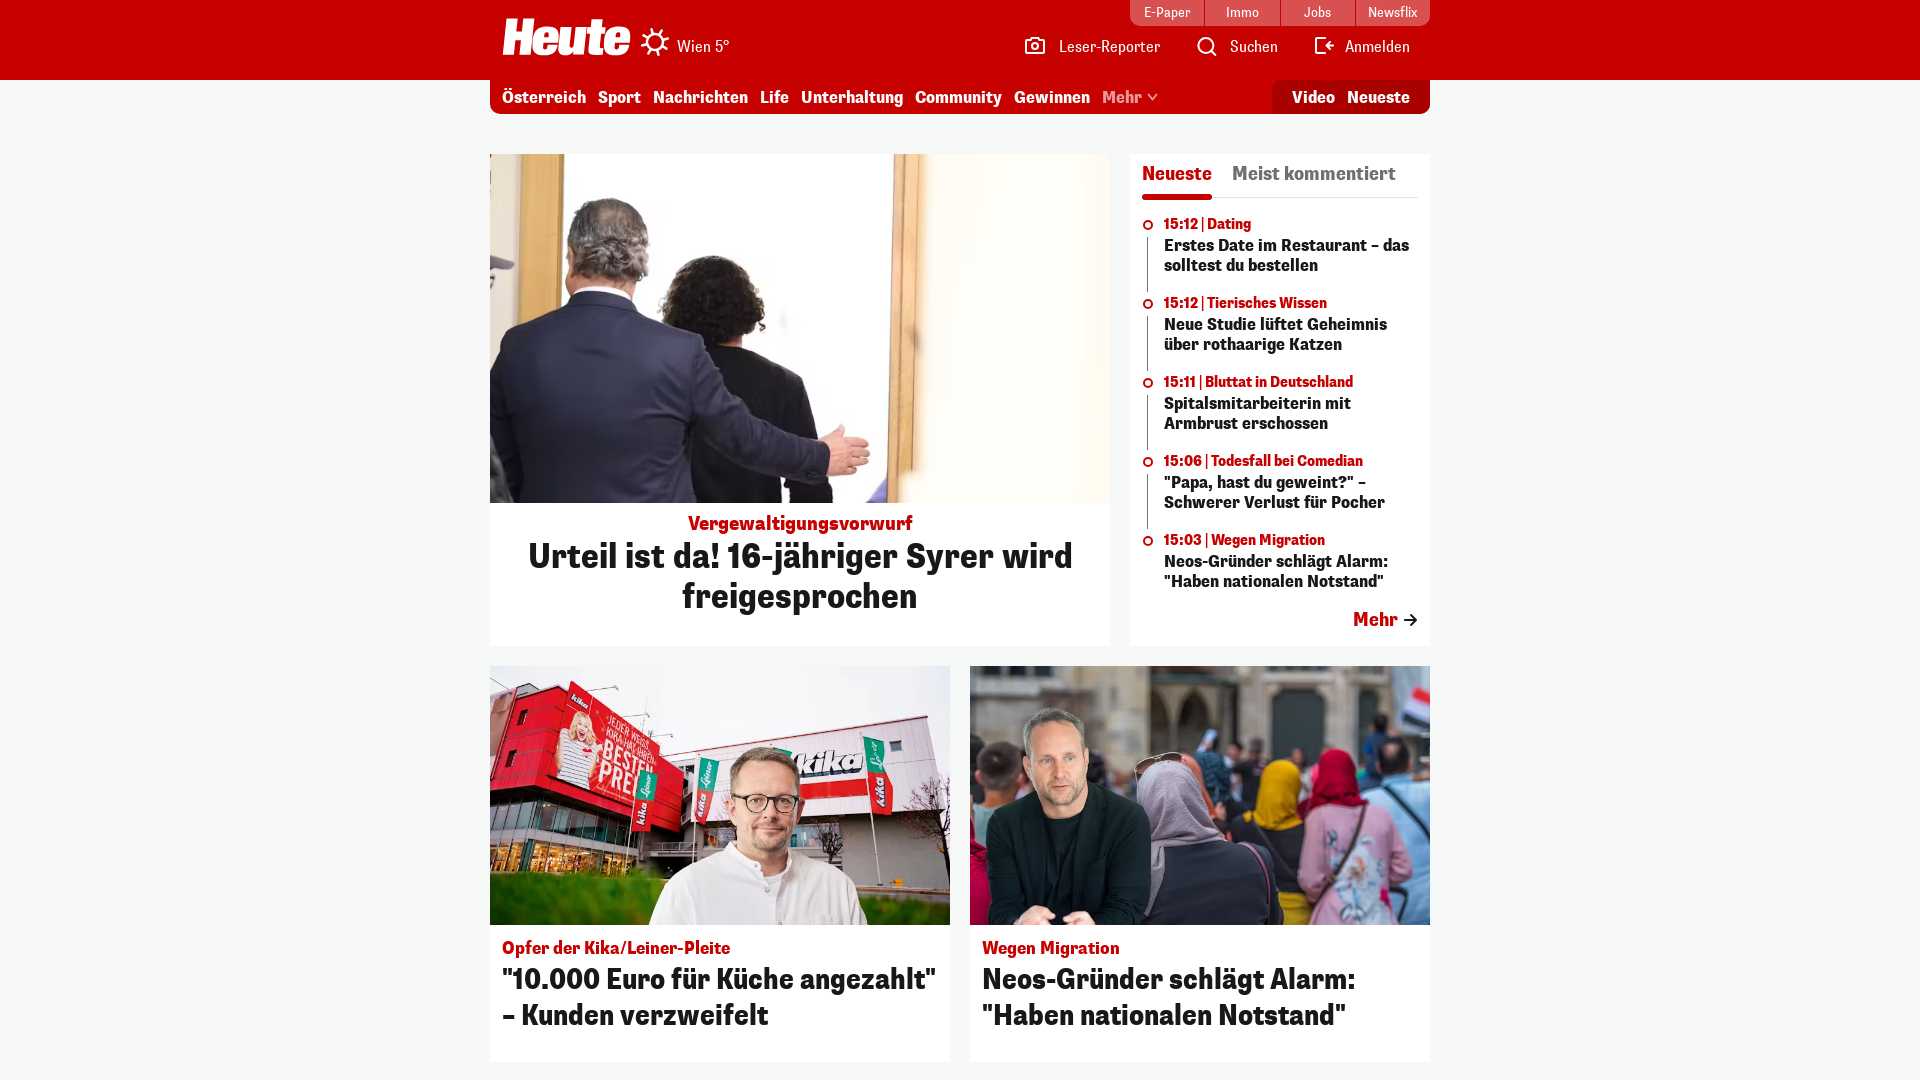 E-Paper
Immo
Jobs
Newsflix
Heute
Wien 5°
Leser-Reporter
Suchen
Anmelden
Österreich
Sport
Nachrichten
Life
Unterhaltung
Community
Gewinnen
Mehr
Video
Neueste
Vergewaltigungsvorwurf
Urteil ist da! 16-jähriger Syrer wird
freigesprochen
Neueste
Meist kommentiert
15:12 | Dating
Erstes Date im Restaurant – das
solltest du bestellen
15:12 | Tierisches Wissen
Neue Studie lüftet Geheimnis
über rothaarige Katzen
15:11 | Bluttat in Deutschland
Spitalsmitarbeiterin mit
Armbrust erschossen
15:06 | Todesfall bei Comedian
"Papa, hast du geweint?" –
Schwerer Verlust für Pocher
15:03 | Wegen Migration
Neos-Gründer schlägt Alarm:
"Haben nationalen Notstand"
Mehr
kika
JEDER WEISS
BESTEN
PREI
kika
kika Leiner
kika Leiner
kika Leiner
Opfer der Kika/Leiner-Pleite
"10.000 Euro für Küche angezahlt"
– Kunden verzweifelt
Wegen Migration
Neos-Gründer schlägt Alarm:
"Haben nationalen Notstand"